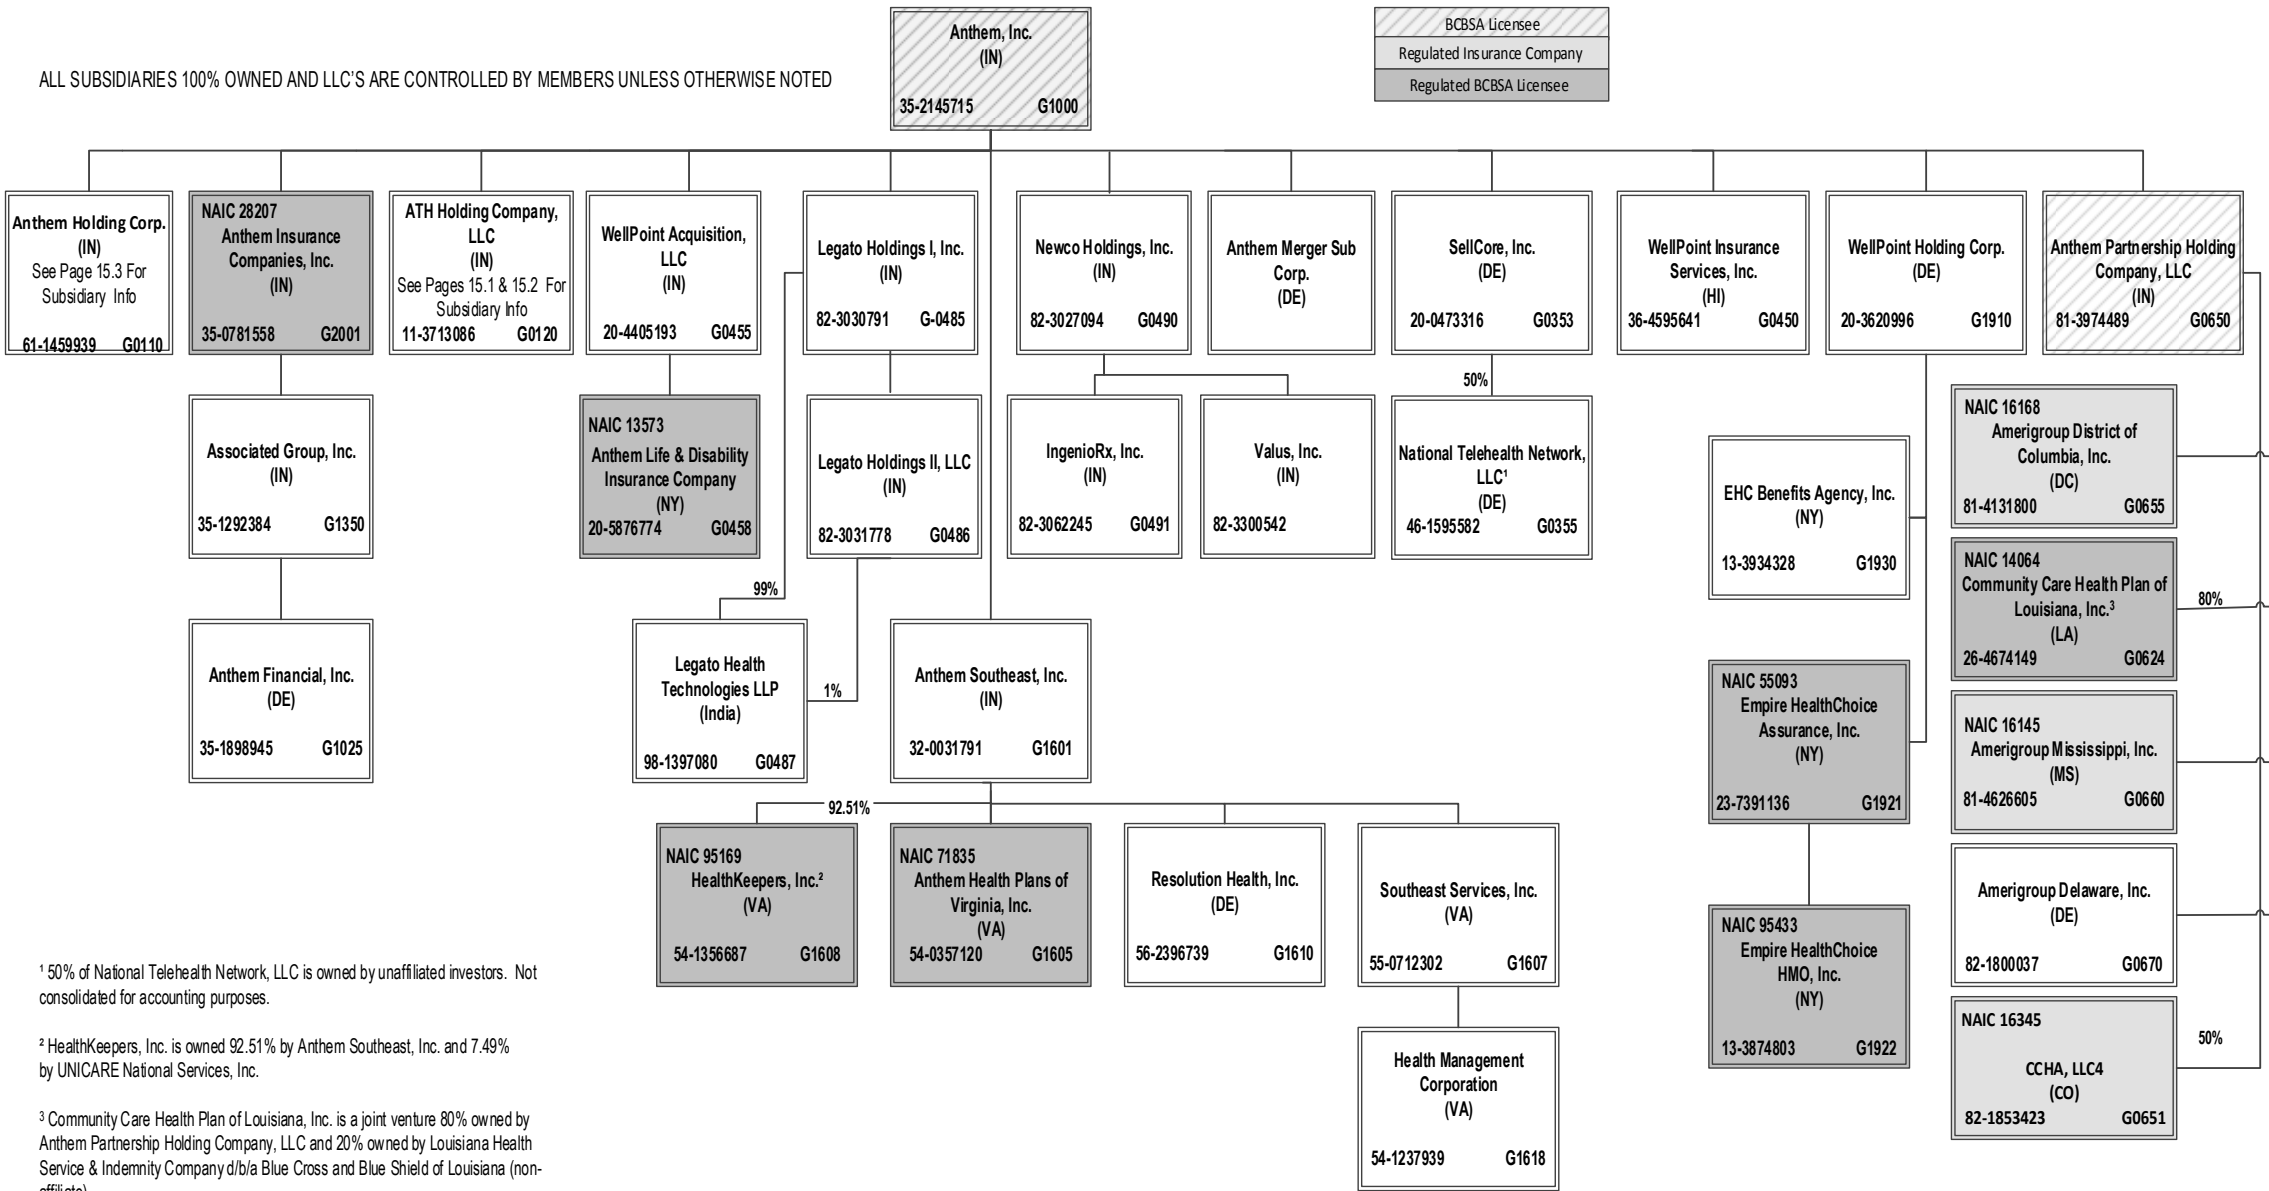 Anthem, Inc.
(IN)
35-2145715 G1000
BCBSA Licensee
Regulated Insurance Company
Regulated BCBSA Licensee
ALL SUBSIDIARIES 100% OWNED AND LLC'S ARE CONTROLLED BY MEMBERS UNLESS OTHERWISE NOTED
Anthem Holding Corp.
(IN)
See Page 15.3 For
Subsidiary Info
61-1459939 G0110
NAIC 28207
Anthem Insurance
Companies, Inc.
(IN)
35-0781558 G2001
ATH Holding Company,
LLC
(IN)
See Pages 15.1 & 15.2 For
Subsidiary Info
11-3713086 G0120
WellPoint Acquisition,
LLC
(IN)
20-4405193 G0455
Legato Holdings I, Inc.
(IN)
82-3030791 G-0485
Newco Holdings, Inc.
(IN)
82-3027094 G0490
Anthem Merger Sub
Corp.
(DE)
SellCore, Inc.
(DE)
20-0473316 G0353
WellPoint Insurance
Services, Inc.
(HI)
36-4595641 G0450
WellPoint Holding Corp.
(DE)
20-3620996 G1910
Anthem Partnership Holding
Company, LLC
(IN)
81-3974489 G0650
Associated Group, Inc.
(IN)
35-1292384 G1350
NAIC 13573
Anthem Life & Disability
Insurance Company
(NY)
20-5876774 G0458
Legato Holdings II, LLC
(IN)
82-3031778 G0486
IngenioRx, Inc.
(IN)
82-3062245 G0491
Valus, Inc.
(IN)
82-3300542
50%
National Telehealth Network,
LLC¹
(DE)
46-1595582 G0355
EHC Benefits Agency, Inc.
(NY)
13-3934328 G1930
NAIC 16168
Amerigroup District of
Columbia, Inc.
(DC)
81-4131800 G0655
NAIC 14064
Community Care Health Plan of
Louisiana, Inc.³
(LA)
26-4674149 G0624
80%
99%
Anthem Financial, Inc.
(DE)
35-1898945 G1025
Legato Health
Technologies LLP
(India)
98-1397080 G0487
1%
Anthem Southeast, Inc.
(IN)
32-0031791 G1601
NAIC 55093
Empire HealthChoice
Assurance, Inc.
(NY)
23-7391136 G1921
NAIC 16145
Amerigroup Mississippi, Inc.
(MS)
81-4626605 G0660
92.51%
NAIC 95169
HealthKeepers, Inc.²
(VA)
54-1356687 G1608
NAIC 71835
Anthem Health Plans of
Virginia, Inc.
(VA)
54-0357120 G1605
Resolution Health, Inc.
(DE)
56-2396739 G1610
Southeast Services, Inc.
(VA)
55-0712302 G1607
NAIC 95433
Empire HealthChoice
HMO, Inc.
(NY)
13-3874803 G1922
Amerigroup Delaware, Inc.
(DE)
82-1800037 G0670
NAIC 16345
CCHA, LLC4
(CO)
82-1853423 G0651
50%
Health Management
Corporation
(VA)
54-1237939 G1618
¹ 50% of National Telehealth Network, LLC is owned by unaffiliated investors. Not
consolidated for accounting purposes.
² HealthKeepers, Inc. is owned 92.51% by Anthem Southeast, Inc. and 7.49%
by UNICARE National Services, Inc.
³ Community Care Health Plan of Louisiana, Inc. is a joint venture 80% owned by
Anthem Partnership Holding Company, LLC and 20% owned by Louisiana Health
Service & Indemnity Company d/b/a Blue Cross and Blue Shield of Louisiana (non-
affiliate)